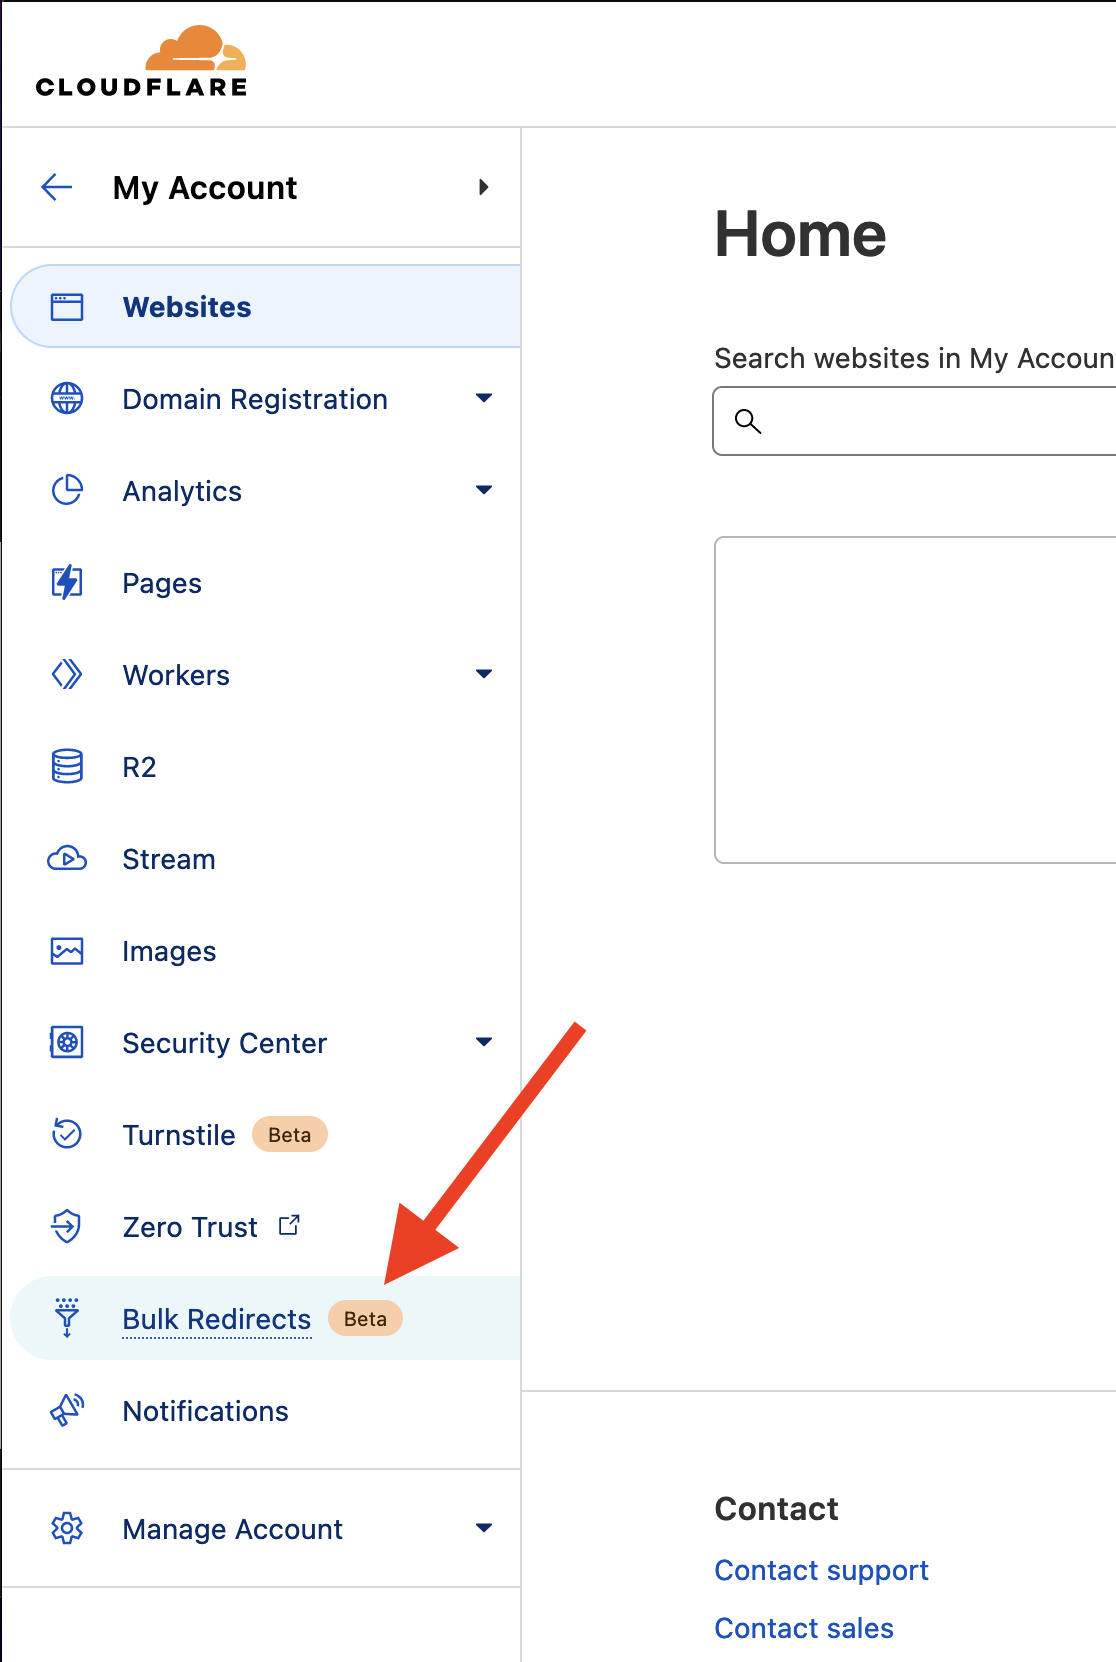 CLOUDFLARE
My Account
Websites
Domain Registration
Analytics
Pages
Workers
R2
Stream
Images
Security Center
Turnstile Beta
Zero Trust
Bulk Redirects Beta
Notifications
Manage Account
Home
Search websites in My Accoun
Contact
Contact support
Contact sales